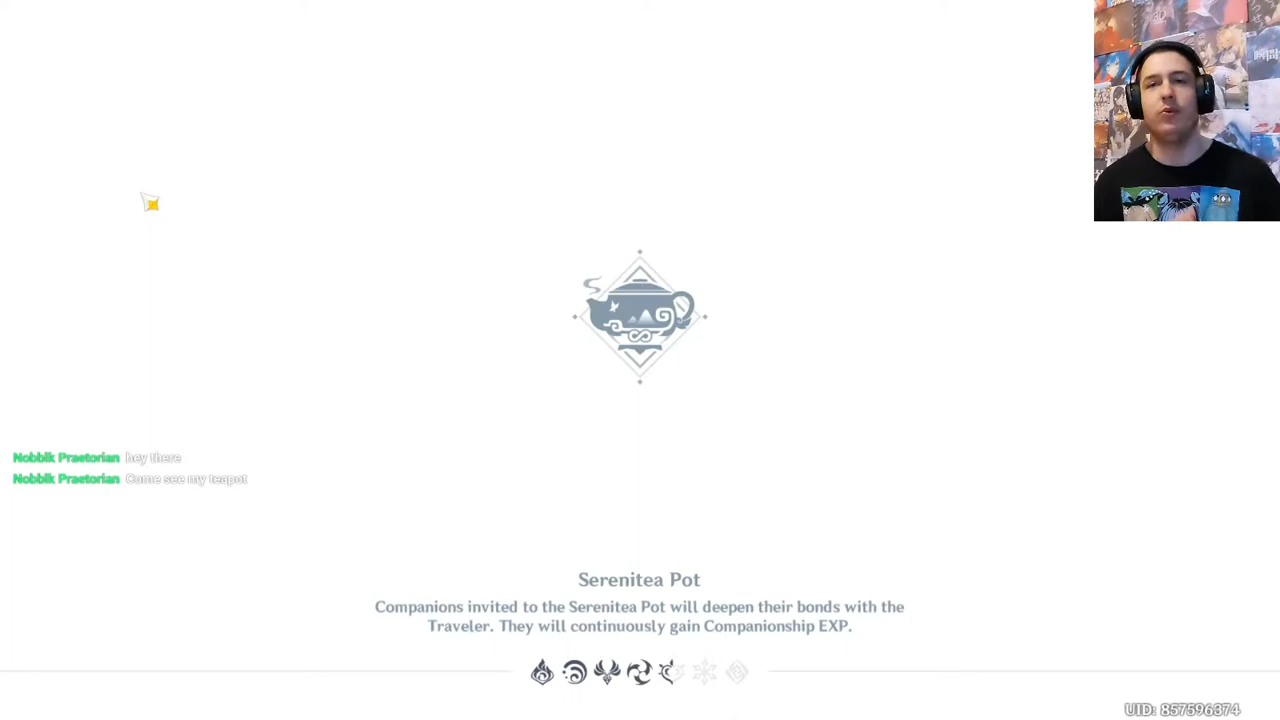 Nobbik Praetorian hey there
Nobbik Praetorian Come see my teapot
Serenitea Pot
Companions invited to the Serenitea Pot will deepen their bonds with the
Traveler. They will continuously gain Companionship EXP.
UID: 857596374